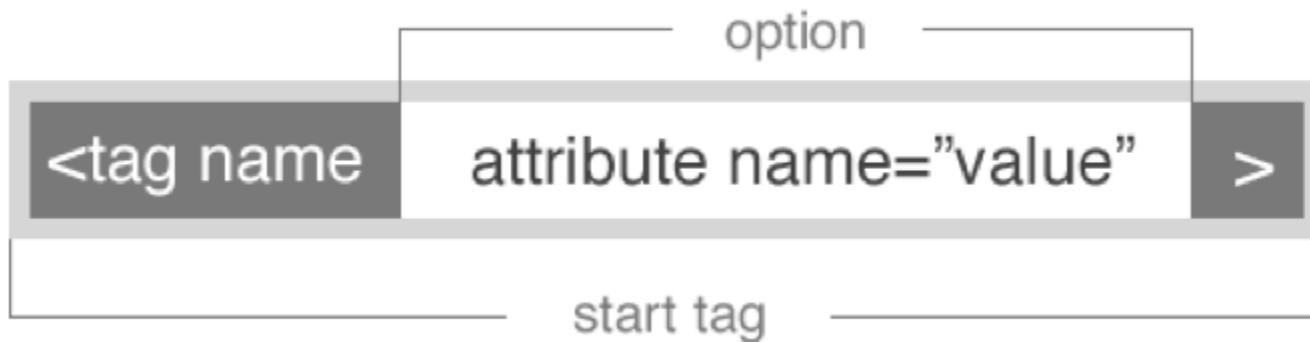 option
<tag name attribute name=”value” >
start tag